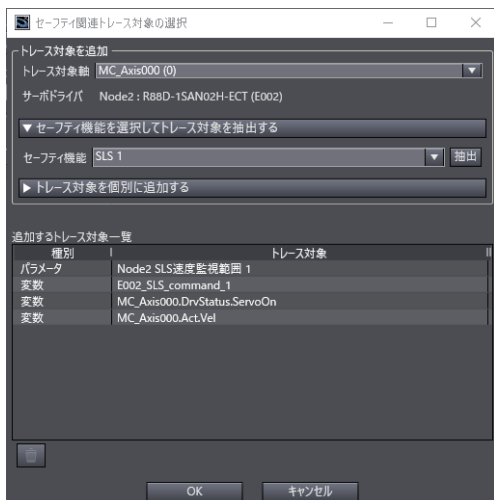 セーフティ関連トレース対象の選択
トレース対象を追加
トレース対象軸 MC_Axis000 (0)
サーボドライバ Node2 : R88D-1SAN02H-ECT (E002)
▼ セーフティ機能を選択してトレース対象を抽出する
セーフティ機能 SLS 1 抽出
▶ トレース対象を個別に追加する
追加するトレース対象一覧
種別 トレース対象
パラメータ Node2 SLS速度監視範囲 1
変数 E002_SLS_command_1
変数 MC_Axis000.DrvStatus.ServoOn
変数 MC_Axis000.Act.Vel
OK キャンセル